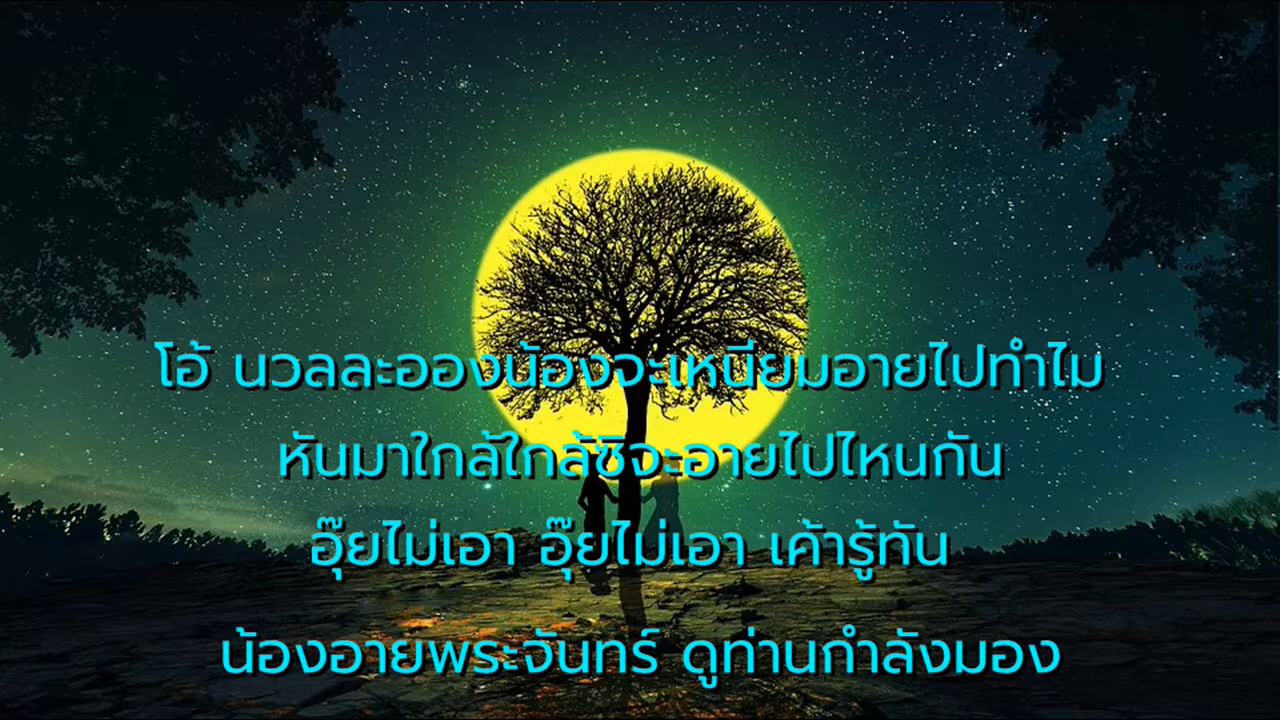 โอ้ นวลละอองน้องจะเหนียมอายไปทำไม
หันมาใกล้ใกล้ซิจะอายไปไหนกัน
อุ๊ยไม่เอา อุ๊ยไม่เอา เค้ารู้ทัน
น้องอายพระจันทร์ ดูท่านกำลังมอง